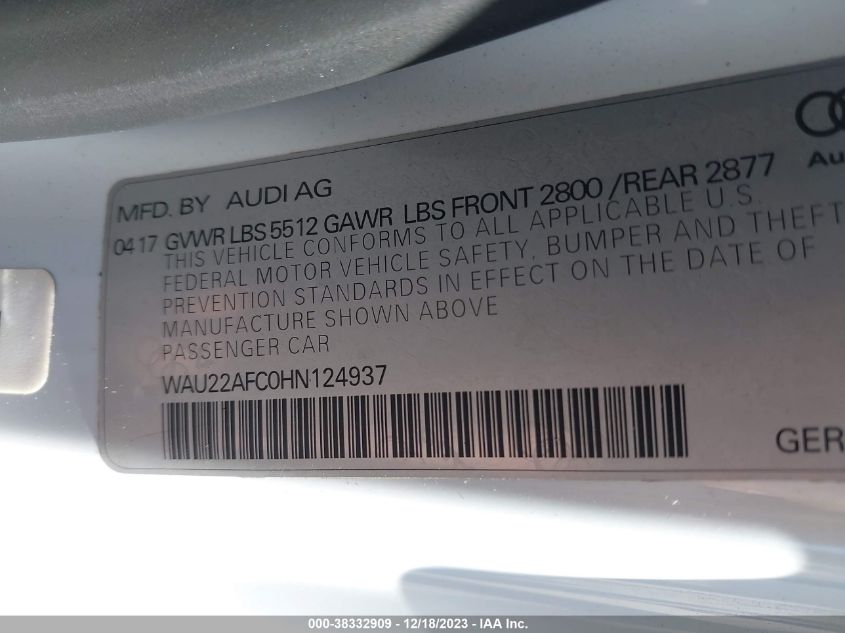 Au
MFD. BY AUDI AG
04 17 GVWR LBS 5512 GAWR LBS FRONT 2800 /REAR 2877
THIS VEHICLE CONFORMS TO ALL APPLICABLE U.S.
FEDERAL MOTOR VEHICLE SAFETY, BUMPER AND THEFT
PREVENTION STANDARDS IN EFFECT ON THE DATE OF
MANUFACTURE SHOWN ABOVE
PASSENGER CAR
WAU22AFC0HN124937
GER
000-38332909 - 12/18/2023 - IAA Inc.